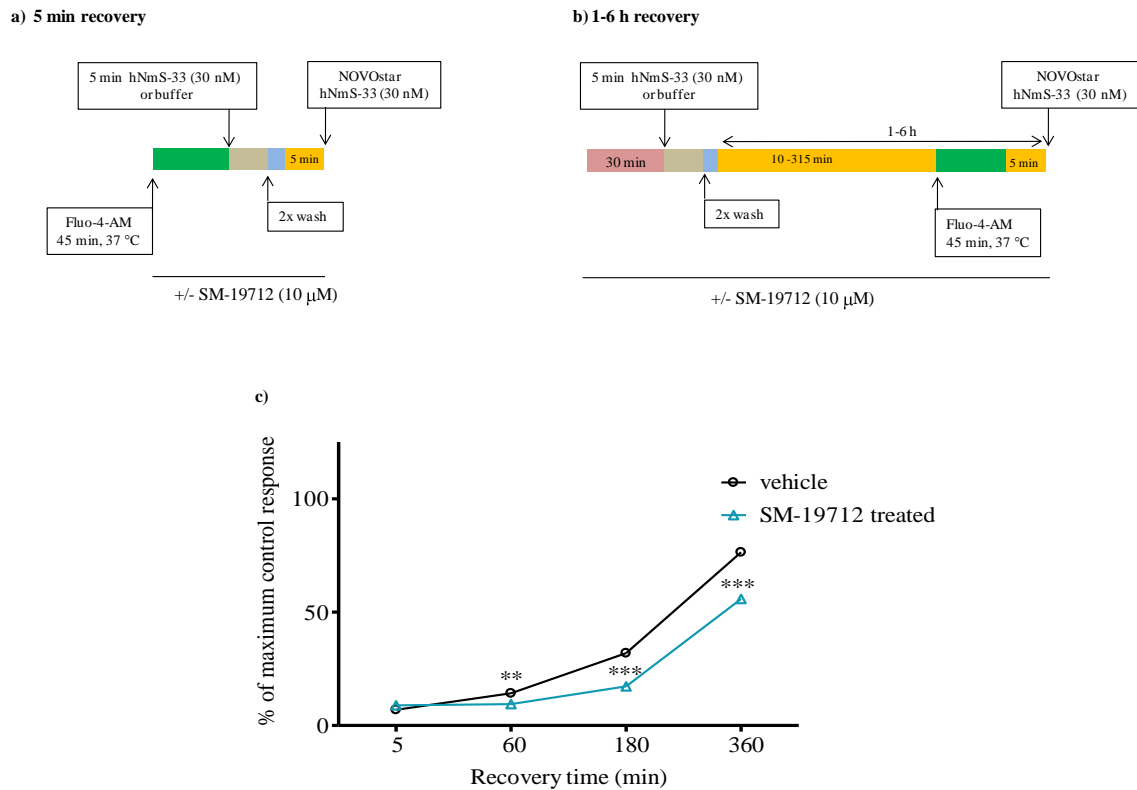 a) 5 min recovery
5 min hNmS-33 (30 nM)
orbuffer
NOVOstar
hNmS-33 (30 nM)
5 min
Fluo-4-AM
45 min, 37 °C
2x wash
+/- SM-19712 (10 μM)
b) 1-6 h recovery
5 min hNmS-33 (30 nM)
orbuffer
NOVOstar
hNmS-33 (30 nM)
1-6 h
30 min
10 -315 min
5 min
2x wash
Fluo-4-AM
45 min, 37 °C
+/- SM-19712 (10 μM)
c)
% of maximum control response
100
50
0
vehicle
SM-19712 treated
**
***
***
5 60 180 360
Recovery time (min)